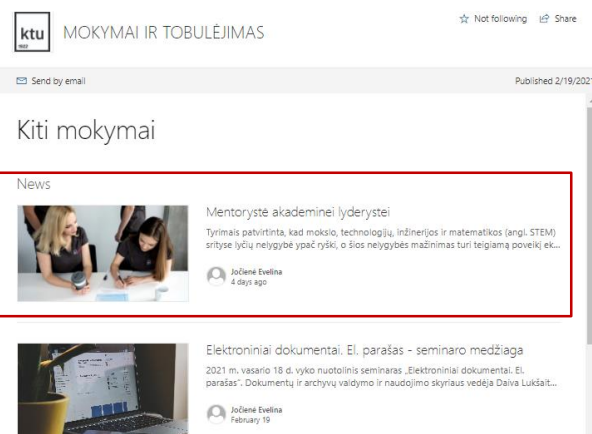 ktu
1922
MOKYMAI IR TOBULĖJIMAS
Not following
Share
Send by email
Published 2/19/2021
Kiti mokymai
News
Mentorystė akademinei lyderystei
Tyrimais patvirtinta, kad mokslo, technologijų, inžinerijos ir matematikos (angl. STEM)
srityse lyčių nelygybė ypač ryški, o šios nelygybės mažinimas turi teigiamą poveikį ek...
Jočienė Evelina
4 days ago
Elektroniniai dokumentai. El. parašas - seminaro medžiaga
2021 m. vasario 18 d. vyko nuotolinis seminaras „Elektroniniai dokumentai. El.
parašas“. Dokumentų ir archyvų valdymo ir naudojimo skyriaus vedėja Daiva Lukšait...
Jočienė Evelina
February 19